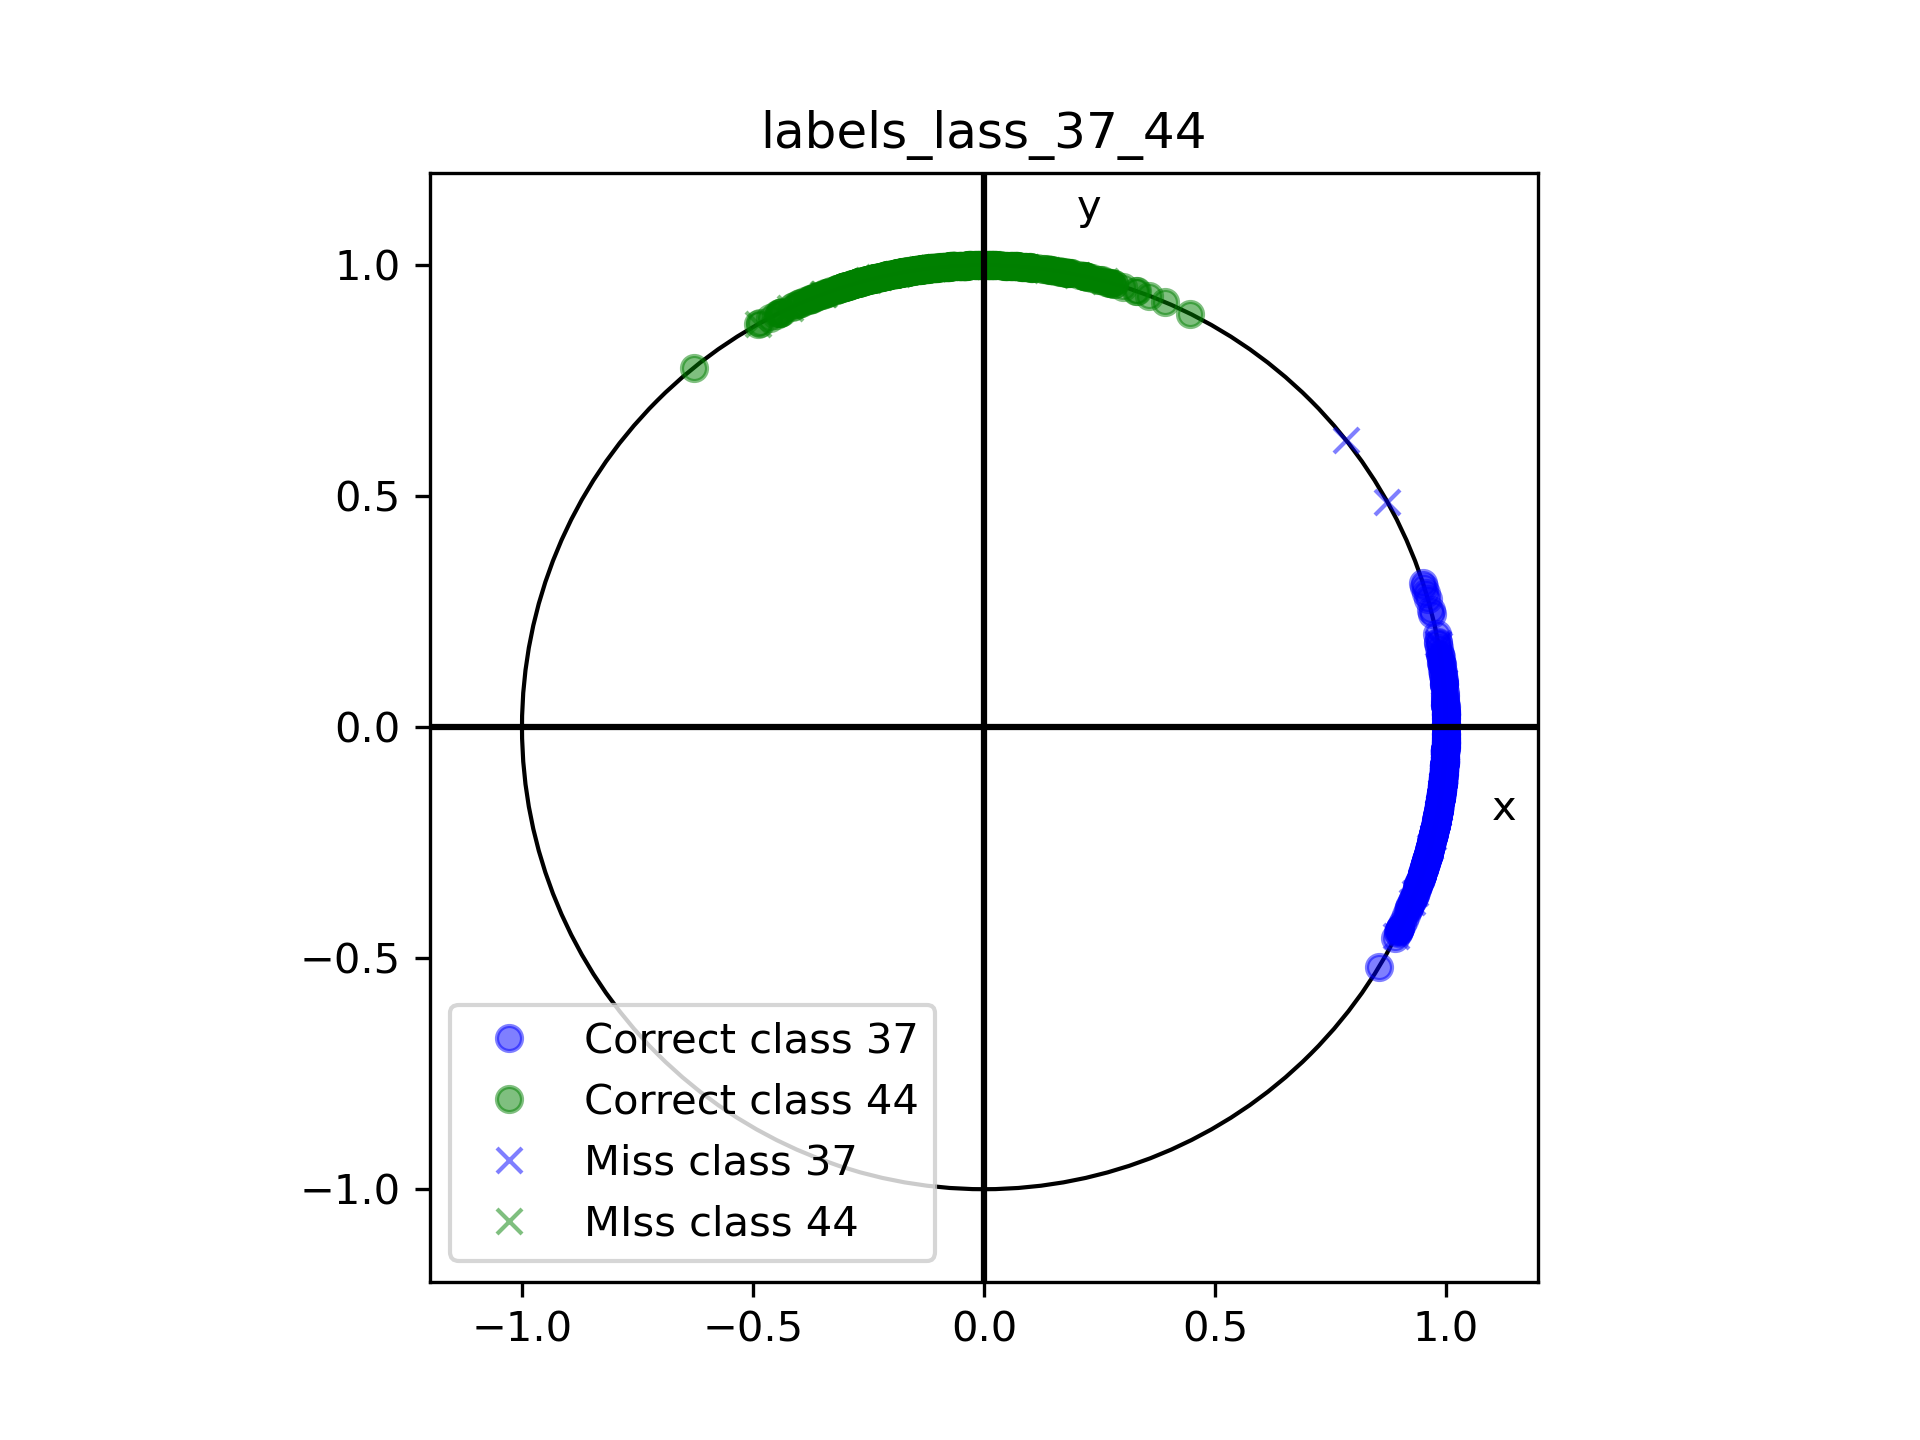 labels_lass_37_44
y
1.0
0.5
0.0
x
−0.5
−1.0
Correct class 37
Correct class 44
Miss class 37
MIss class 44
−1.0 −0.5 0.0 0.5 1.0